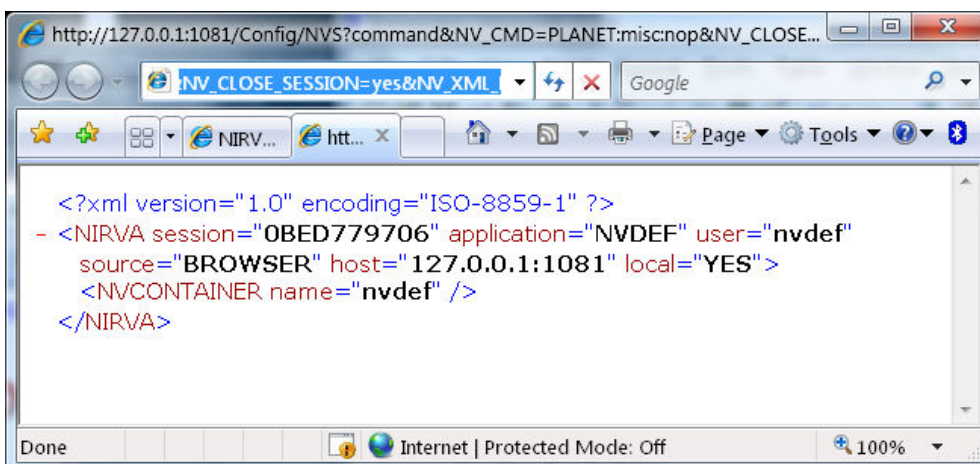 http://127.0.0.1:1081/Config/NVS?command&NV_CMD=PLANET:misc:nop&NV_CLOSE...
NV_CLOSE_SESSION=yes&NV_XML_
Google
NIRV...
htt...
Page
Tools
<?xml version="1.0" encoding="ISO-8859-1" ?>
- <NIRVA session="0BED779706" application="NVDEF" user="nvdef"
source="BROWSER" host="127.0.0.1:1081" local="YES">
<NVCONTAINER name="nvdef" />
</NIRVA>
Done
Internet | Protected Mode: Off
100%